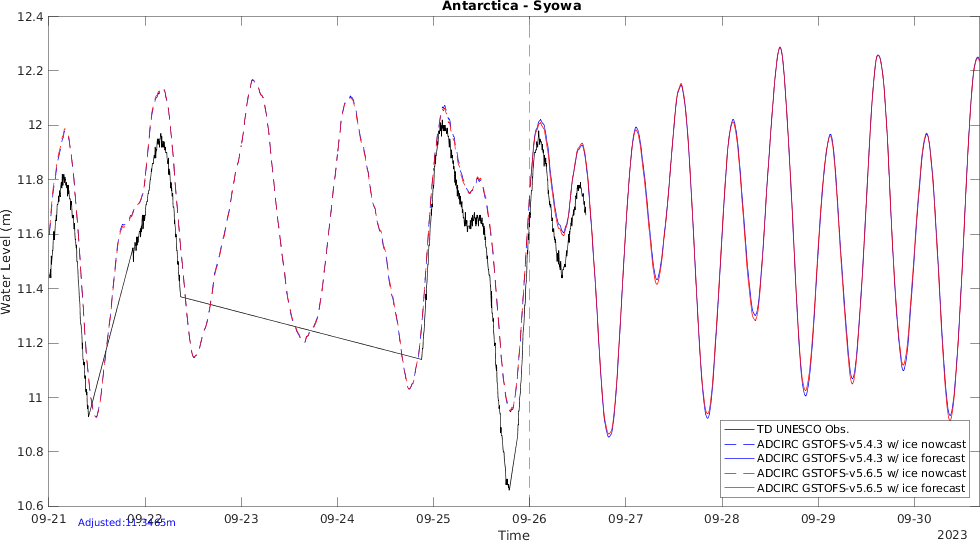 Antarctica - Syowa
12.4
12.2
12
11.8
11.6
11.4
11.2
11
10.8
10.6
Water Level (m)
TD UNESCO Obs.
ADCIRC GSTOFS-v5.4.3 w/ ice nowcast
ADCIRC GSTOFS-v5.4.3 w/ ice forecast
ADCIRC GSTOFS-v5.6.5 w/ ice nowcast
ADCIRC GSTOFS-v5.6.5 w/ ice forecast
09-21 09-22 09-23 09-24 09-25 09-26 09-27 09-28 09-29 09-30
Adjusted:11.3465m
Time
2023